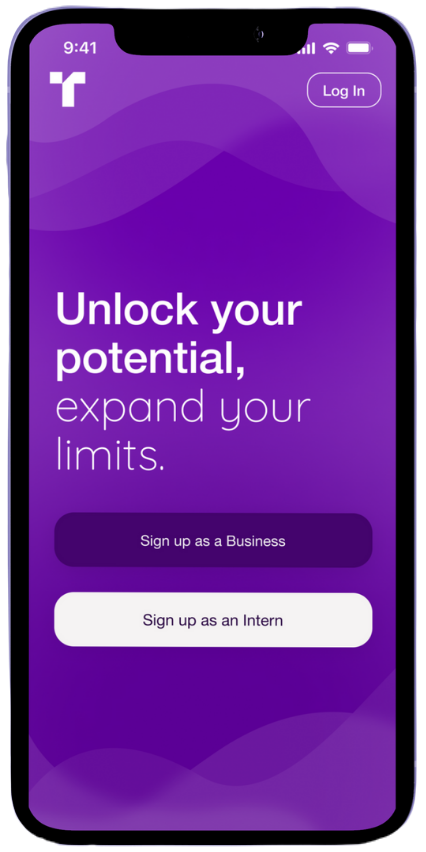 9:41
Log In
Unlock your
potential,
expand your
limits.
Sign up as a Business
Sign up as an Intern